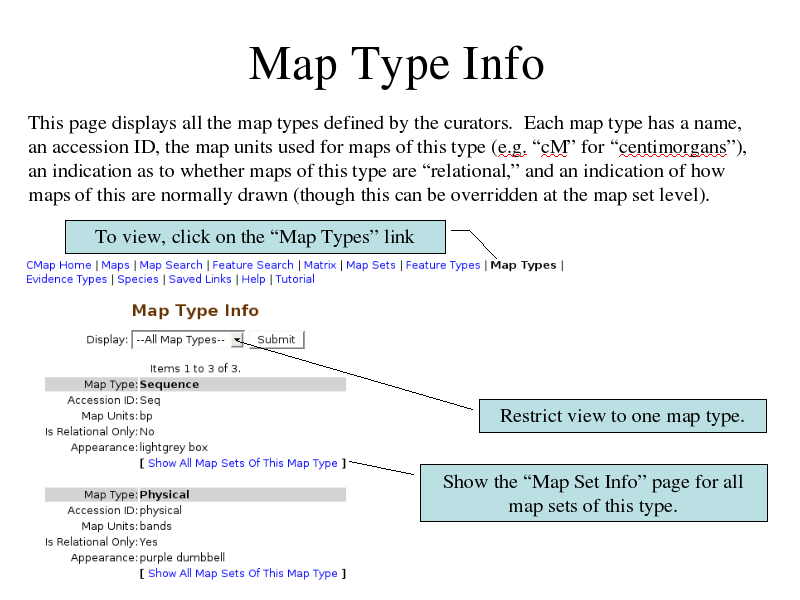 Map Type Info
This page displays all the map types defined by the curators.  Each map type has a name,
an accession ID, the map units used for maps of this type (e.g. “cM” for “centimorgans”),
an indication as to whether maps of this type are “relational,” and an indication of how
maps of this are normally drawn (though this can be overridden at the map set level).
To view, click on the “Map Types” link
CMap Home | Maps | Map Search | Feature Search | Matrix | Map Sets | Feature Types | Map Types |
Evidence Types | Species | Saved Links | Help | Tutorial
Map Type Info
Display: --All Map Types-- Submit
Items 1 to 3 of 3.
Map Type: Sequence
Accession ID: Seq
Map Units: bp
Is Relational Only: No
Appearance: lightgrey box
[ Show All Map Sets Of This Map Type ]
Restrict view to one map type.
Show the “Map Set Info” page for all
map sets of this type.
Map Type: Physical
Accession ID: physical
Map Units: bands
Is Relational Only: Yes
Appearance: purple dumbbell
[ Show All Map Sets Of This Map Type ]